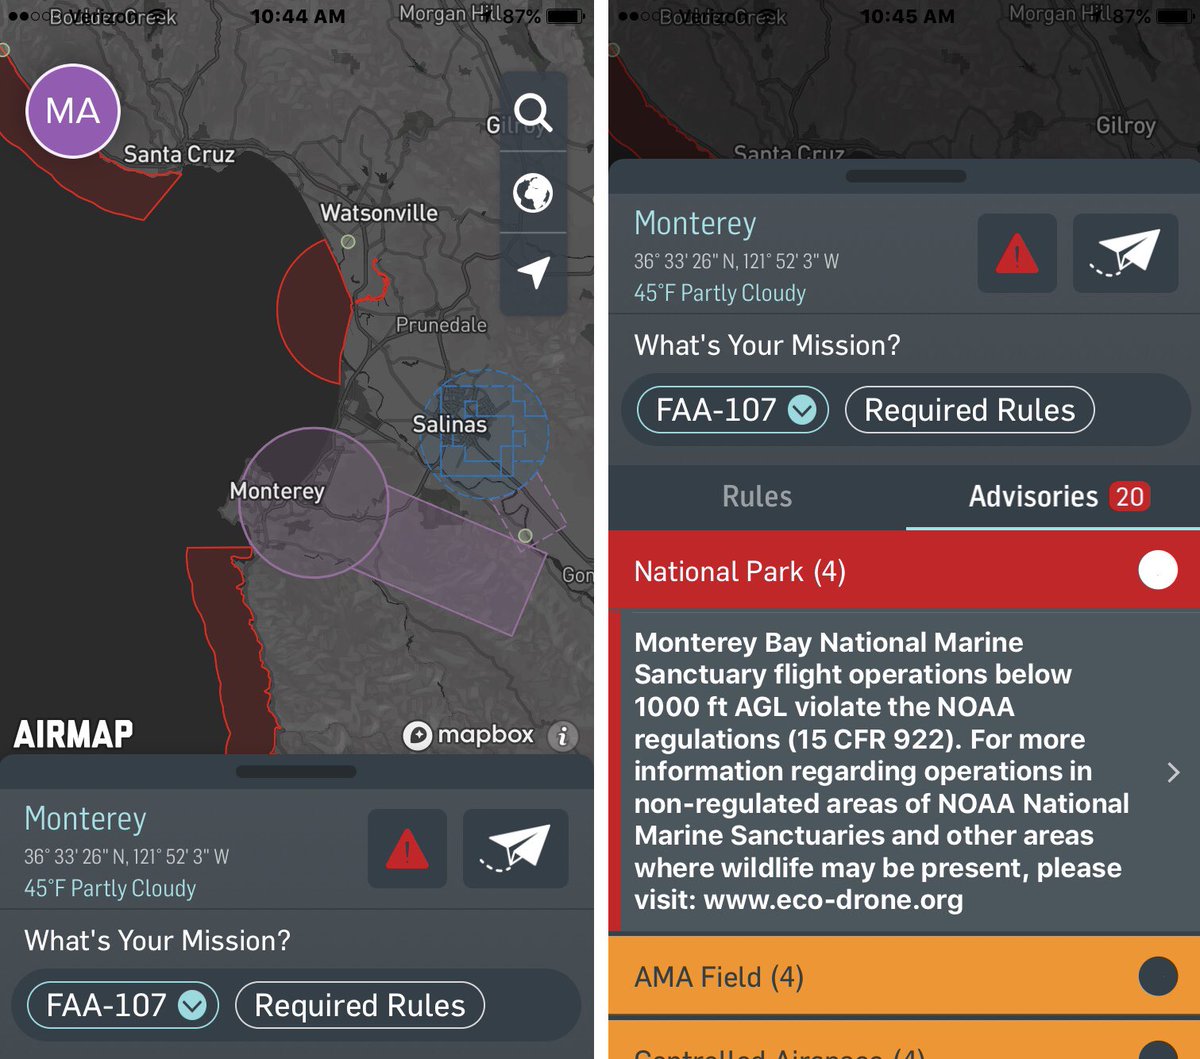 Boulder Creek
Verizon
10:44 AM
Morgan Hill
87%
MA
Gilroy
Santa Cruz
Watsonville
Prunedale
Salinas
Monterey
Gon
AIRMAP
mapbox
i
Monterey
36° 33' 26" N, 121° 52' 3" W
45°F Partly Cloudy
What's Your Mission?
FAA-107
Required Rules
Boulder Creek
Verizon
10:45 AM
Morgan Hill
87%
Gilroy
Santa Cruz
Monterey
36° 33' 26" N, 121° 52' 3" W
45°F Partly Cloudy
What's Your Mission?
FAA-107
Required Rules
Rules
Advisories 20
National Park (4)
Monterey Bay National Marine
Sanctuary flight operations below
1000 ft AGL violate the NOAA
regulations (15 CFR 922). For more
information regarding operations in
non-regulated areas of NOAA National
Marine Sanctuaries and other areas
where wildlife may be present, please
visit: www.eco-drone.org
AMA Field (4)
Controlled Airspace (4)